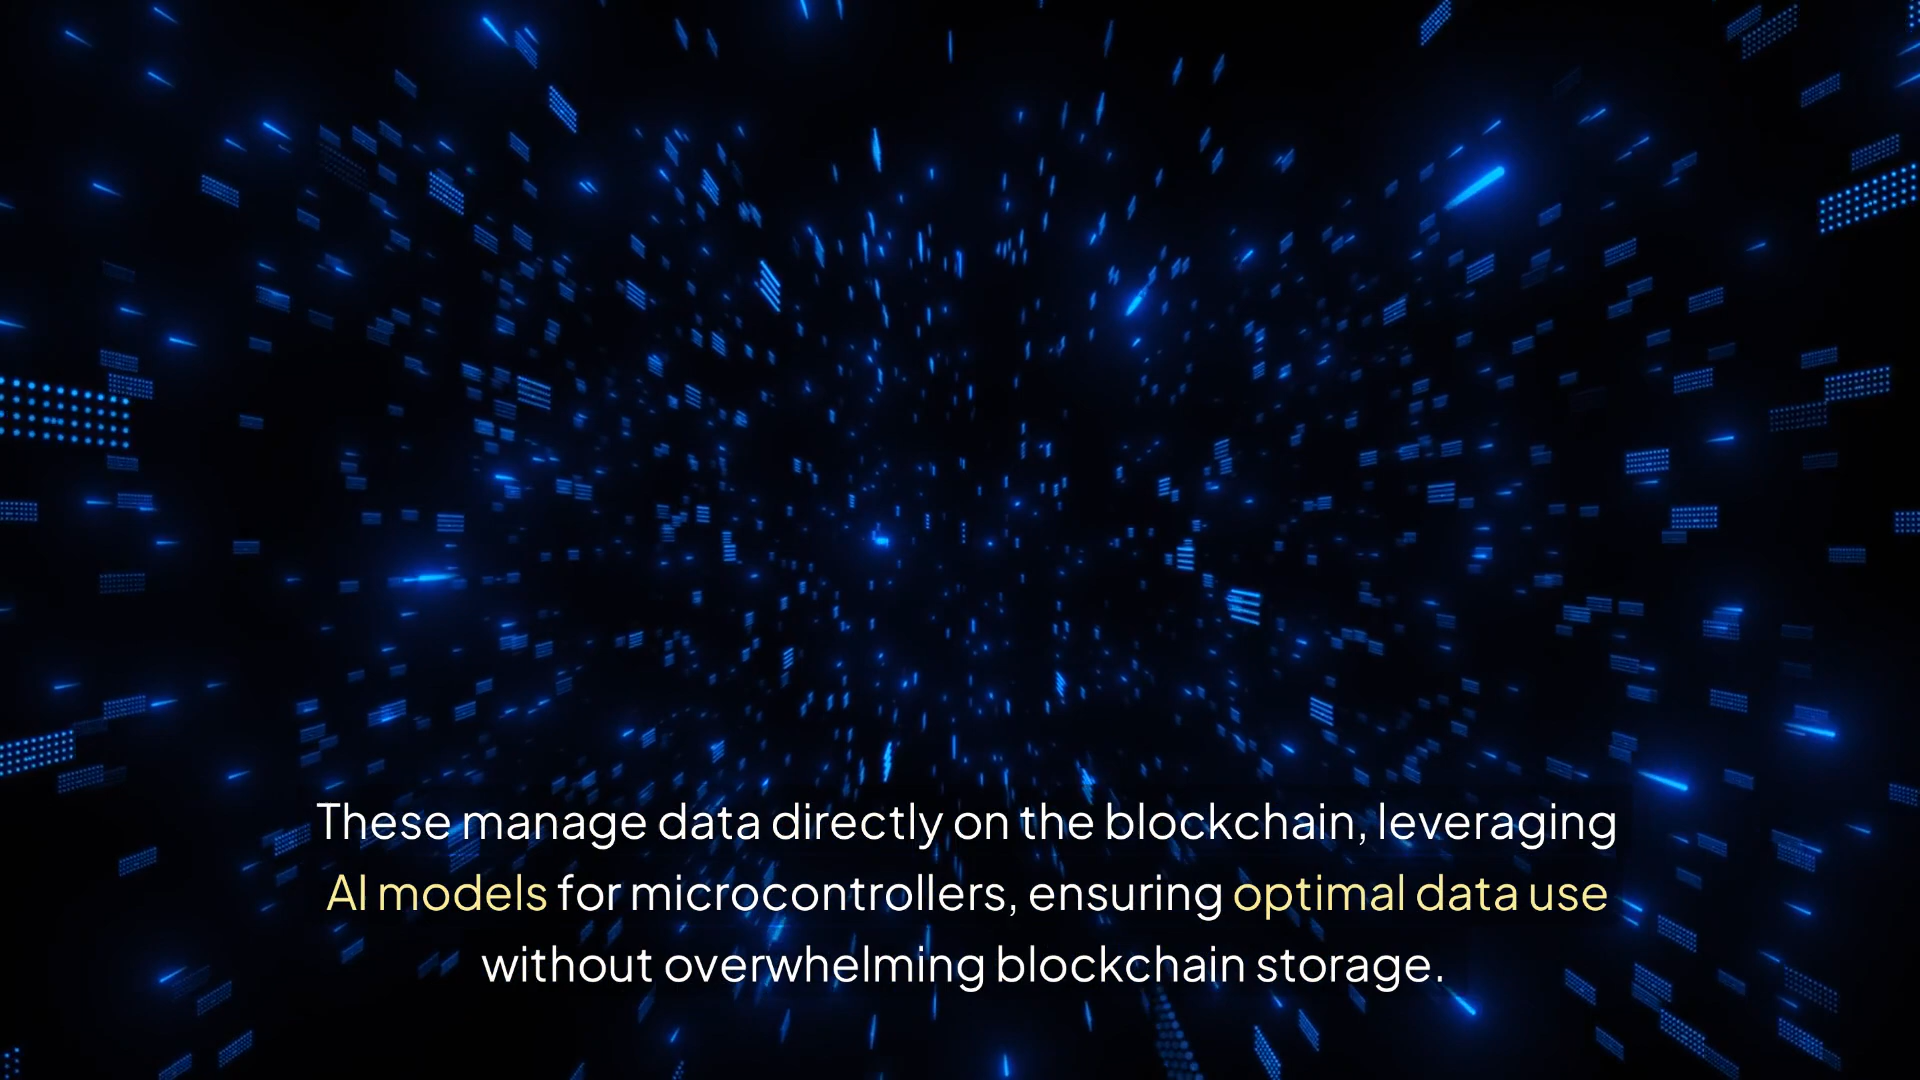 These manage data directly on the blockchain, leveraging
AI models for microcontrollers, ensuring optimal data use
without overwhelming blockchain storage.